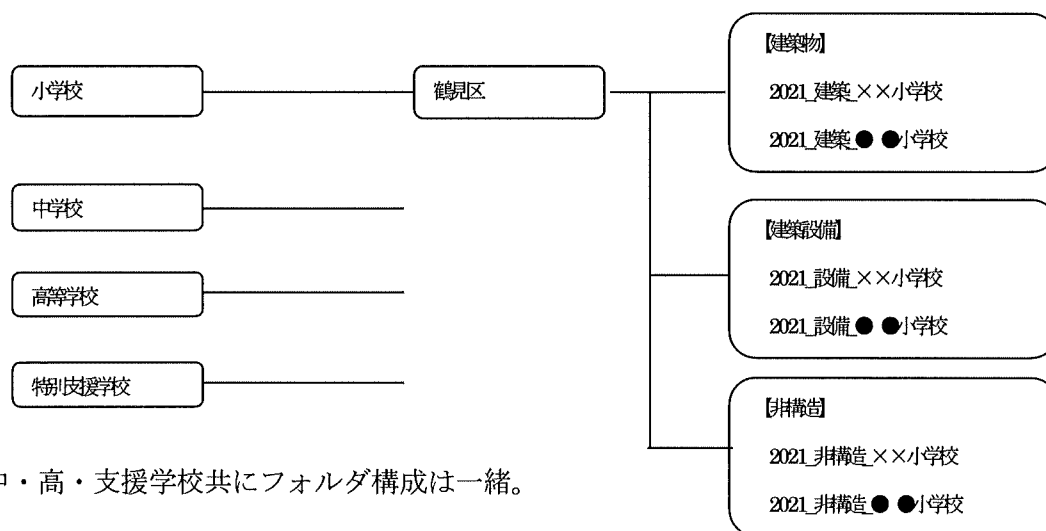 小学校
鶴見区
【建築物】
2021_建築_××小学校
2021_建築_●●小学校
中学校
【建築設備】
2021_設備_××小学校
2021_設備_●●小学校
高等学校
特別支援学校
【非構造】
2021_非構造_××小学校
2021_非構造_●●小学校
・高・支援学校共にフォルダ構成は一緒。